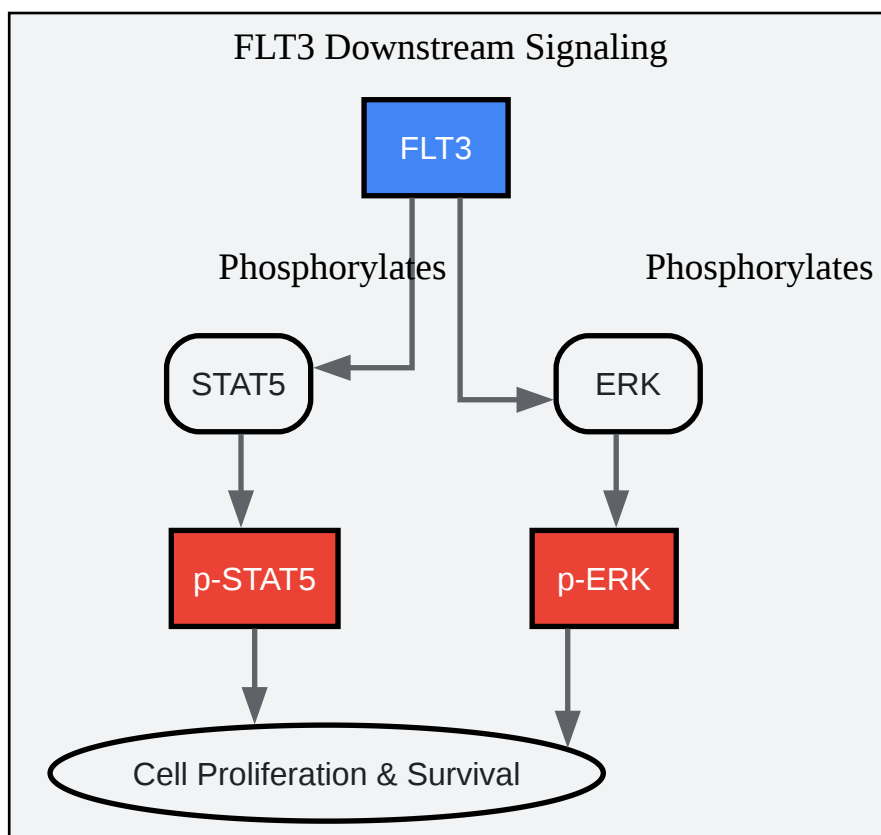 FLT3 Downstream Signaling
FLT3
Phosphorylates
Phosphorylates
STAT5
ERK
p-STAT5
p-ERK
Cell Proliferation & Survival